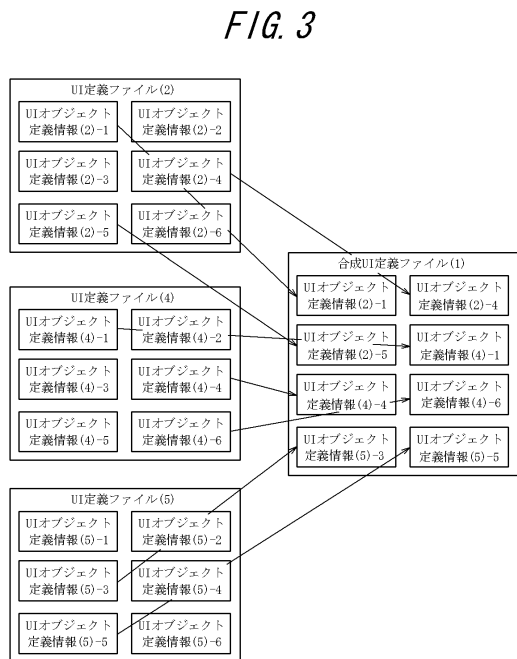 FIG. 3
UI定義ファイル(2)
UIオブジェクト
定義情報(2)-1
UIオブジェクト
定義情報(2)-2
UIオブジェクト
定義情報(2)-3
UIオブジェクト
定義情報(2)-4
UIオブジェクト
定義情報(2)-5
UIオブジェクト
定義情報(2)-6
UI定義ファイル(4)
UIオブジェクト
定義情報(4)-1
UIオブジェクト
定義情報(4)-2
UIオブジェクト
定義情報(4)-3
UIオブジェクト
定義情報(4)-4
UIオブジェクト
定義情報(4)-5
UIオブジェクト
定義情報(4)-6
UI定義ファイル(5)
UIオブジェクト
定義情報(5)-1
UIオブジェクト
定義情報(5)-2
UIオブジェクト
定義情報(5)-3
UIオブジェクト
定義情報(5)-4
UIオブジェクト
定義情報(5)-5
UIオブジェクト
定義情報(5)-6
合成UI定義ファイル(1)
UIオブジェクト
定義情報(2)-1
UIオブジェクト
定義情報(2)-4
UIオブジェクト
定義情報(2)-5
UIオブジェクト
定義情報(4)-1
UIオブジェクト
定義情報(4)-4
UIオブジェクト
定義情報(4)-6
UIオブジェクト
定義情報(5)-3
UIオブジェクト
定義情報(5)-5